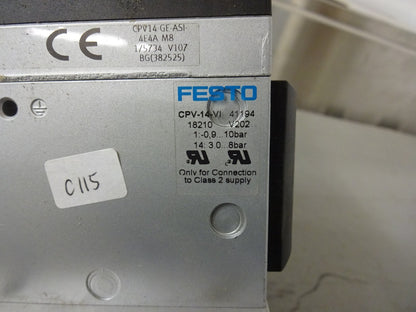 CPV14-GE-ASI-
4E4A M8
175734 V107
BG(382525)
CE
FESTO
CPV-14-VI 41194
18210 V202
1:-0,9...10bar
14: 3.0...8bar
Only for Connection
to Class 2 supply
C115